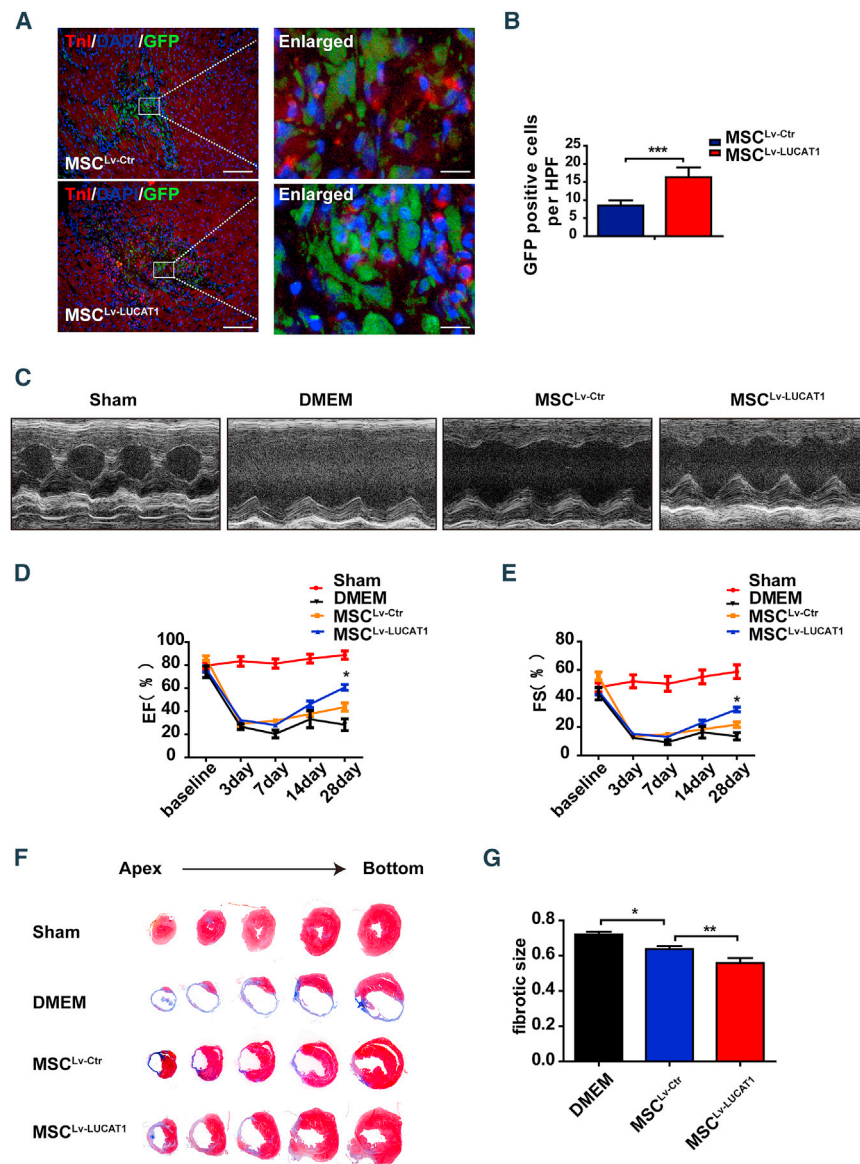 A
TnI/DAPI/GFP
Enlarged
MSCLv-Ctr
TnI/DAPI/GFP
Enlarged
MSCLv-LUCAT1
B
MSCLv-Ctr
MSCLv-LUCAT1
***
25
20
15
10
5
0
GFP positive cells
per HPF
C
Sham
DMEM
MSCLv-Ctr
MSCLv-LUCAT1
D
Sham
DMEM
MSCLv-Ctr
MSCLv-LUCAT1
100
80
60
40
20
0
EF(%)
*
baseline
3day
7day
14day
28day
E
Sham
DMEM
MSCLv-Ctr
MSCLv-LUCAT1
80
60
40
20
0
FS(%)
*
baseline
3day
7day
14day
28day
F
Apex
Bottom
Sham
DMEM
MSCLv-Ctr
MSCLv-LUCAT1
G
0.8
0.6
0.4
0.2
0.0
fibrotic size
*
**
DMEM
MSCLv-Ctr
MSCLv-LUCAT1